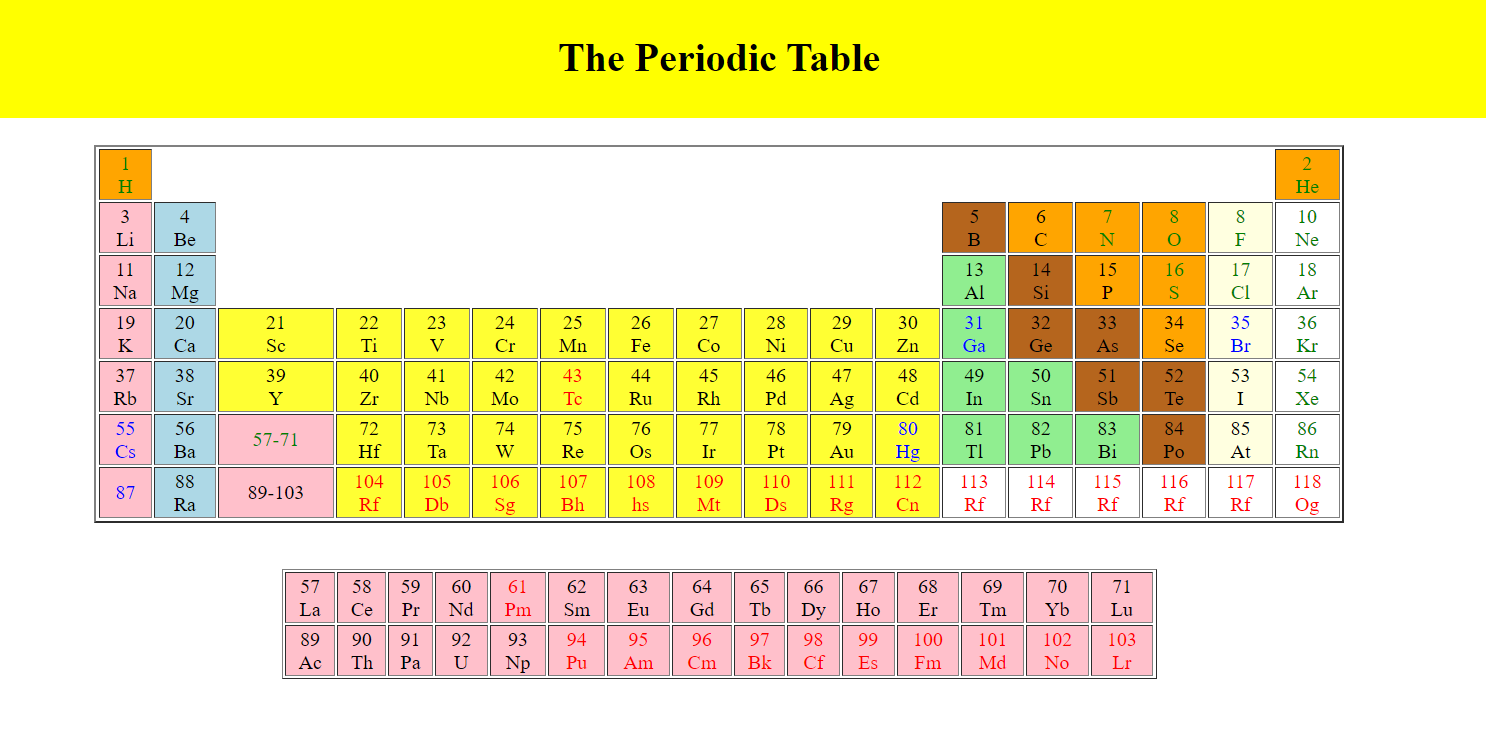 The Periodic Table
1 2
H He
3 4 5 6 7 8 8 10
Li Be B C N O F Ne
11 12 13 14 15 16 17 18
Na Mg Al Si P S Cl Ar
19 20 21 22 23 24 25 26 27 28 29 30 31 32 33 34 35 36
K Ca Sc Ti V Cr Mn Fe Co Ni Cu Zn Ga Ge As Se Br Kr
37 38 39 40 41 42 43 44 45 46 47 48 49 50 51 52 53 54
Rb Sr Y Zr Nb Mo Tc Ru Rh Pd Ag Cd In Sn Sb Te I Xe
55 56 57-71 72 73 74 75 76 77 78 79 80 81 82 83 84 85 86
Cs Ba Hf Ta W Re Os Ir Pt Au Hg Tl Pb Bi Po At Rn
87 88 89-103 104 105 106 107 108 109 110 111 112 113 114 115 116 117 118
Ra Rf Db Sg Bh hs Mt Ds Rg Cn Rf Rf Rf Rf Rf Og
57 58 59 60 61 62 63 64 65 66 67 68 69 70 71
La Ce Pr Nd Pm Sm Eu Gd Tb Dy Ho Er Tm Yb Lu
89 90 91 92 93 94 95 96 97 98 99 100 101 102 103
Ac Th Pa U Np Pu Am Cm Bk Cf Es Fm Md No Lr